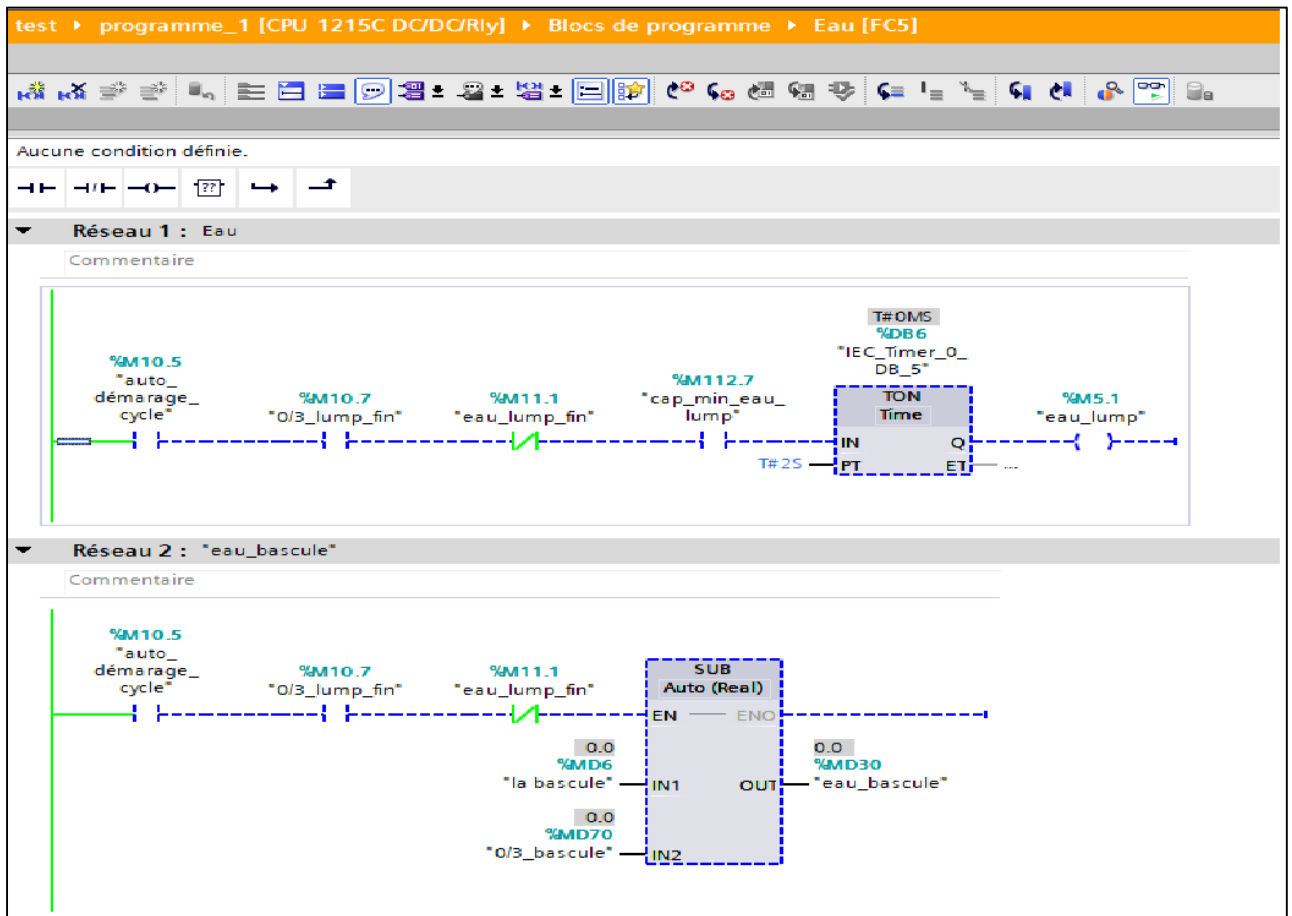 test ▸ programme_1 [CPU 1215C DC/DC/Rly] ▸ Blocs de programme ▸ Eau [FC5]
Aucune condition définie.
??
Réseau 1 : Eau
Commentaire
T#0MS
%DB6
"IEC_Timer_0_
DB_5"
%M10.5
"auto_
démarage_
cycle"
%M10.7
"0/3_lump_fin"
%M11.1
"eau_lump_fin"
%M112.7
"cap_min_eau_
lump"
TON
Time
%M5.1
"eau_lump"
IN Q
T#2S PT ET ...
Réseau 2 : "eau_bascule"
Commentaire
%M10.5
"auto_
démarage_
cycle"
%M10.7
"0/3_lump_fin"
%M11.1
"eau_lump_fin"
SUB
Auto (Real)
EN ENO
0.0
%MD6
"la bascule" IN1
0.0
%MD30
OUT "eau_bascule"
0.0
%MD70
"0/3_bascule" IN2